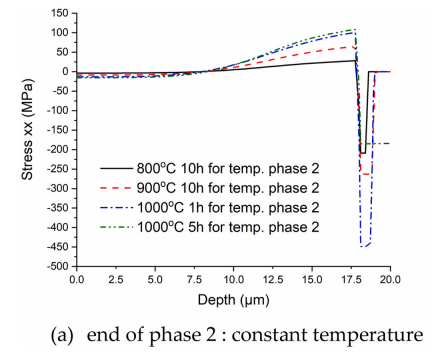 150
100
50
0
-50
-100
-150
-200
-250
-300
-350
-400
-450
-500
Stress xx (MPa)
800°C 10h for temp. phase 2
900°C 10h for temp. phase 2
1000°C 1h for temp. phase 2
1000°C 5h for temp. phase 2
0.0 2.5 5.0 7.5 10.0 12.5 15.0 17.5 20.0
Depth (µm)
(a) end of phase 2 : constant temperature